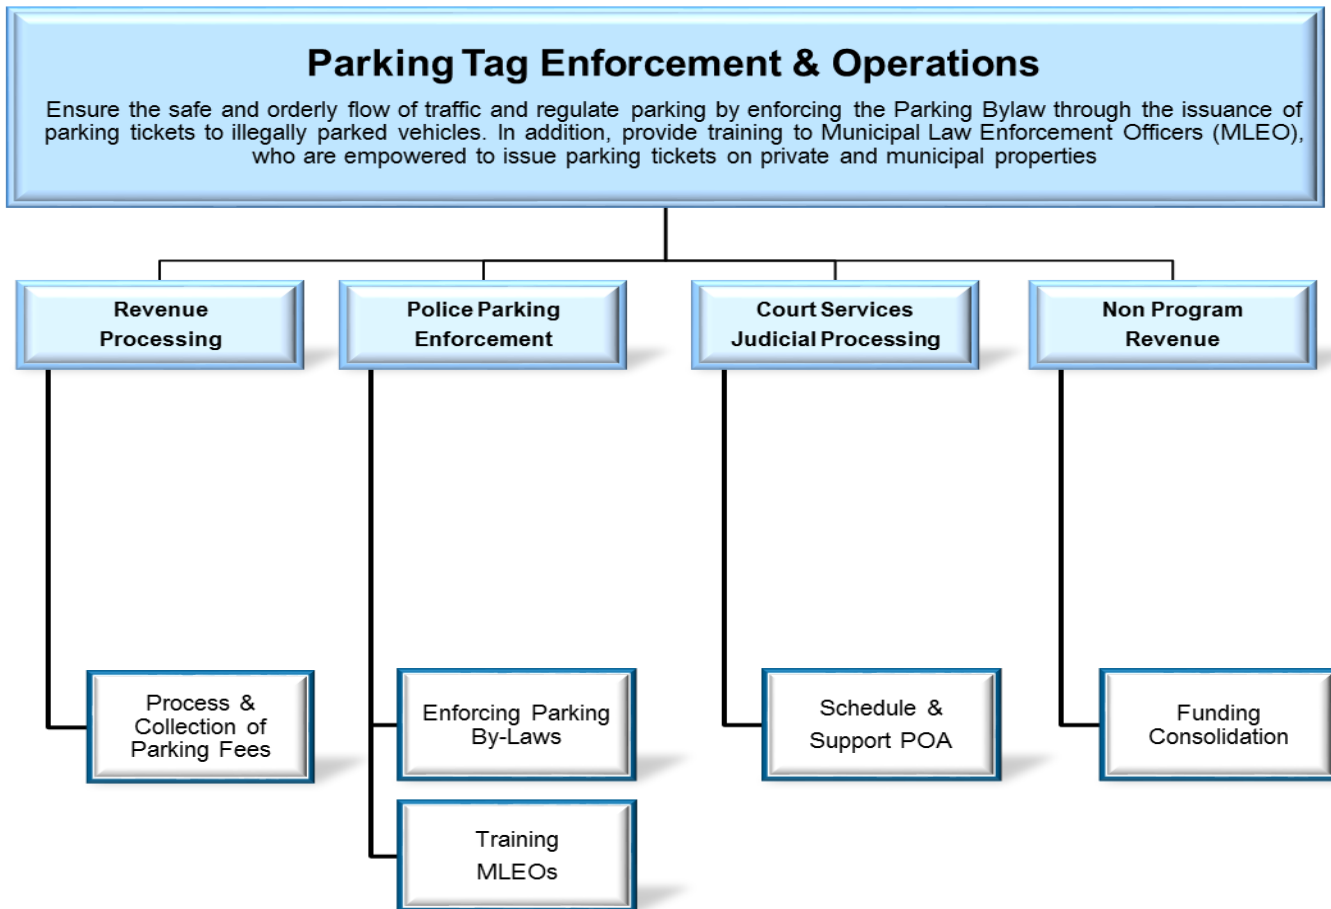 Parking Tag Enforcement & Operations
Ensure the safe and orderly flow of traffic and regulate parking by enforcing the Parking Bylaw through the issuance of
parking tickets to illegally parked vehicles. In addition, provide training to Municipal Law Enforcement Officers (MLEO),
who are empowered to issue parking tickets on private and municipal properties
Revenue
Processing
Police Parking
Enforcement
Court Services
Judicial Processing
Non Program
Revenue
Process &
Collection of
Parking Fees
Enforcing Parking
By-Laws
Schedule &
Support POA
Funding
Consolidation
Training
MLEOs